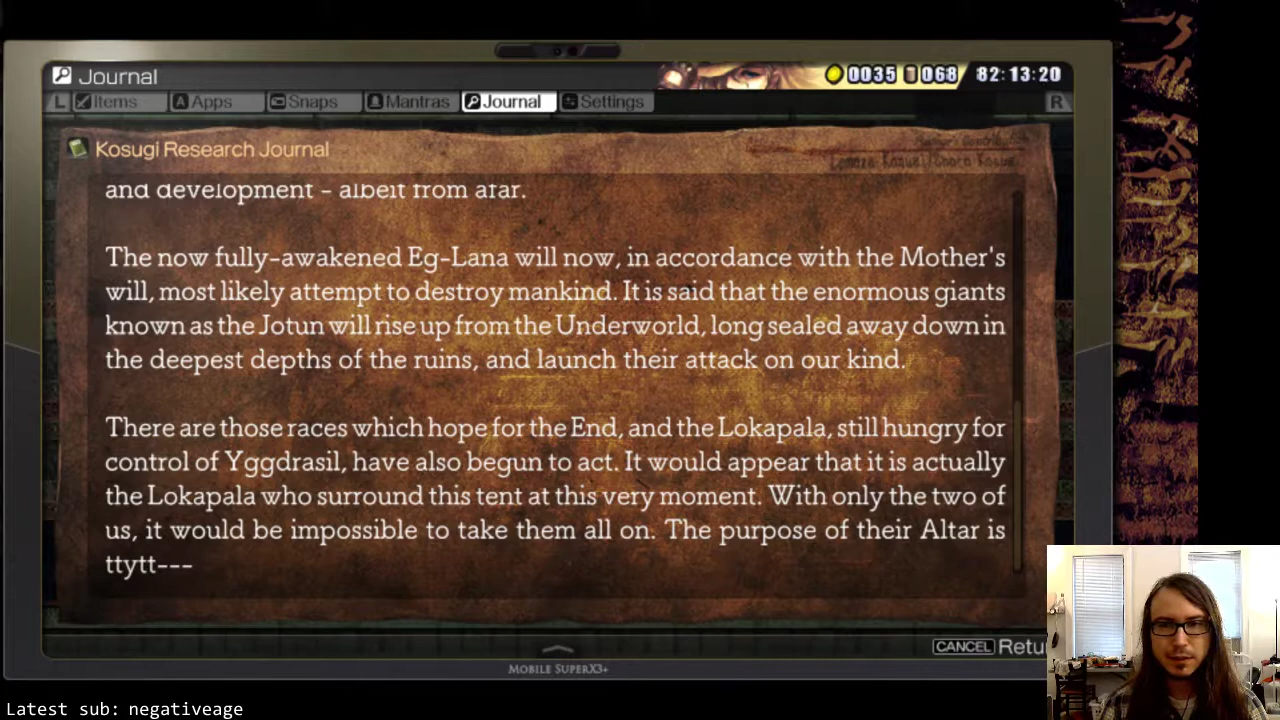 Journal
0035 068 82:13:20
L Items A Apps Snaps Mantras Journal Settings R
Kosugi Research Journal
and development - albeit from afar.
The now fully-awakened Eg-Lana will now, in accordance with the Mother's
will, most likely attempt to destroy mankind. It is said that the enormous giants
known as the Jotun will rise up from the Underworld, long sealed away down in
the deepest depths of the ruins, and launch their attack on our kind.
There are those races which hope for the End, and the Lokapala, still hungry for
control of Yggdrasil, have also begun to act. It would appear that it is actually
the Lokapala who surround this tent at this very moment. With only the two of
us, it would be impossible to take them all on. The purpose of their Altar is
ttytt---
CANCEL Retu
MOBILE SUPERX3+
Latest sub: negativeage